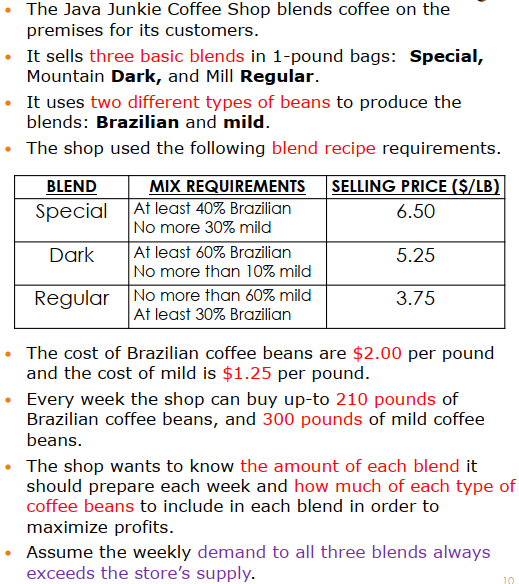 • The Java Junkie Coffee Shop blends coffee on the
premises for its customers.
• It sells three basic blends in 1-pound bags: Special,
Mountain Dark, and Mill Regular.
• It uses two different types of beans to produce the
blends: Brazilian and mild.
• The shop used the following blend recipe requirements.
BLEND MIX REQUIREMENTS SELLING PRICE ($/LB)
Special At least 40% Brazilian 6.50
No more 30% mild
Dark At least 60% Brazilian 5.25
No more than 10% mild
Regular No more than 60% mild 3.75
At least 30% Brazilian
• The cost of Brazilian coffee beans are $2.00 per pound
and the cost of mild is $1.25 per pound.
• Every week the shop can buy up-to 210 pounds of
Brazilian coffee beans, and 300 pounds of mild coffee
beans.
• The shop wants to know the amount of each blend it
should prepare each week and how much of each type of
coffee beans to include in each blend in order to
maximize profits.
• Assume the weekly demand to all three blends always
exceeds the store's supply.
10